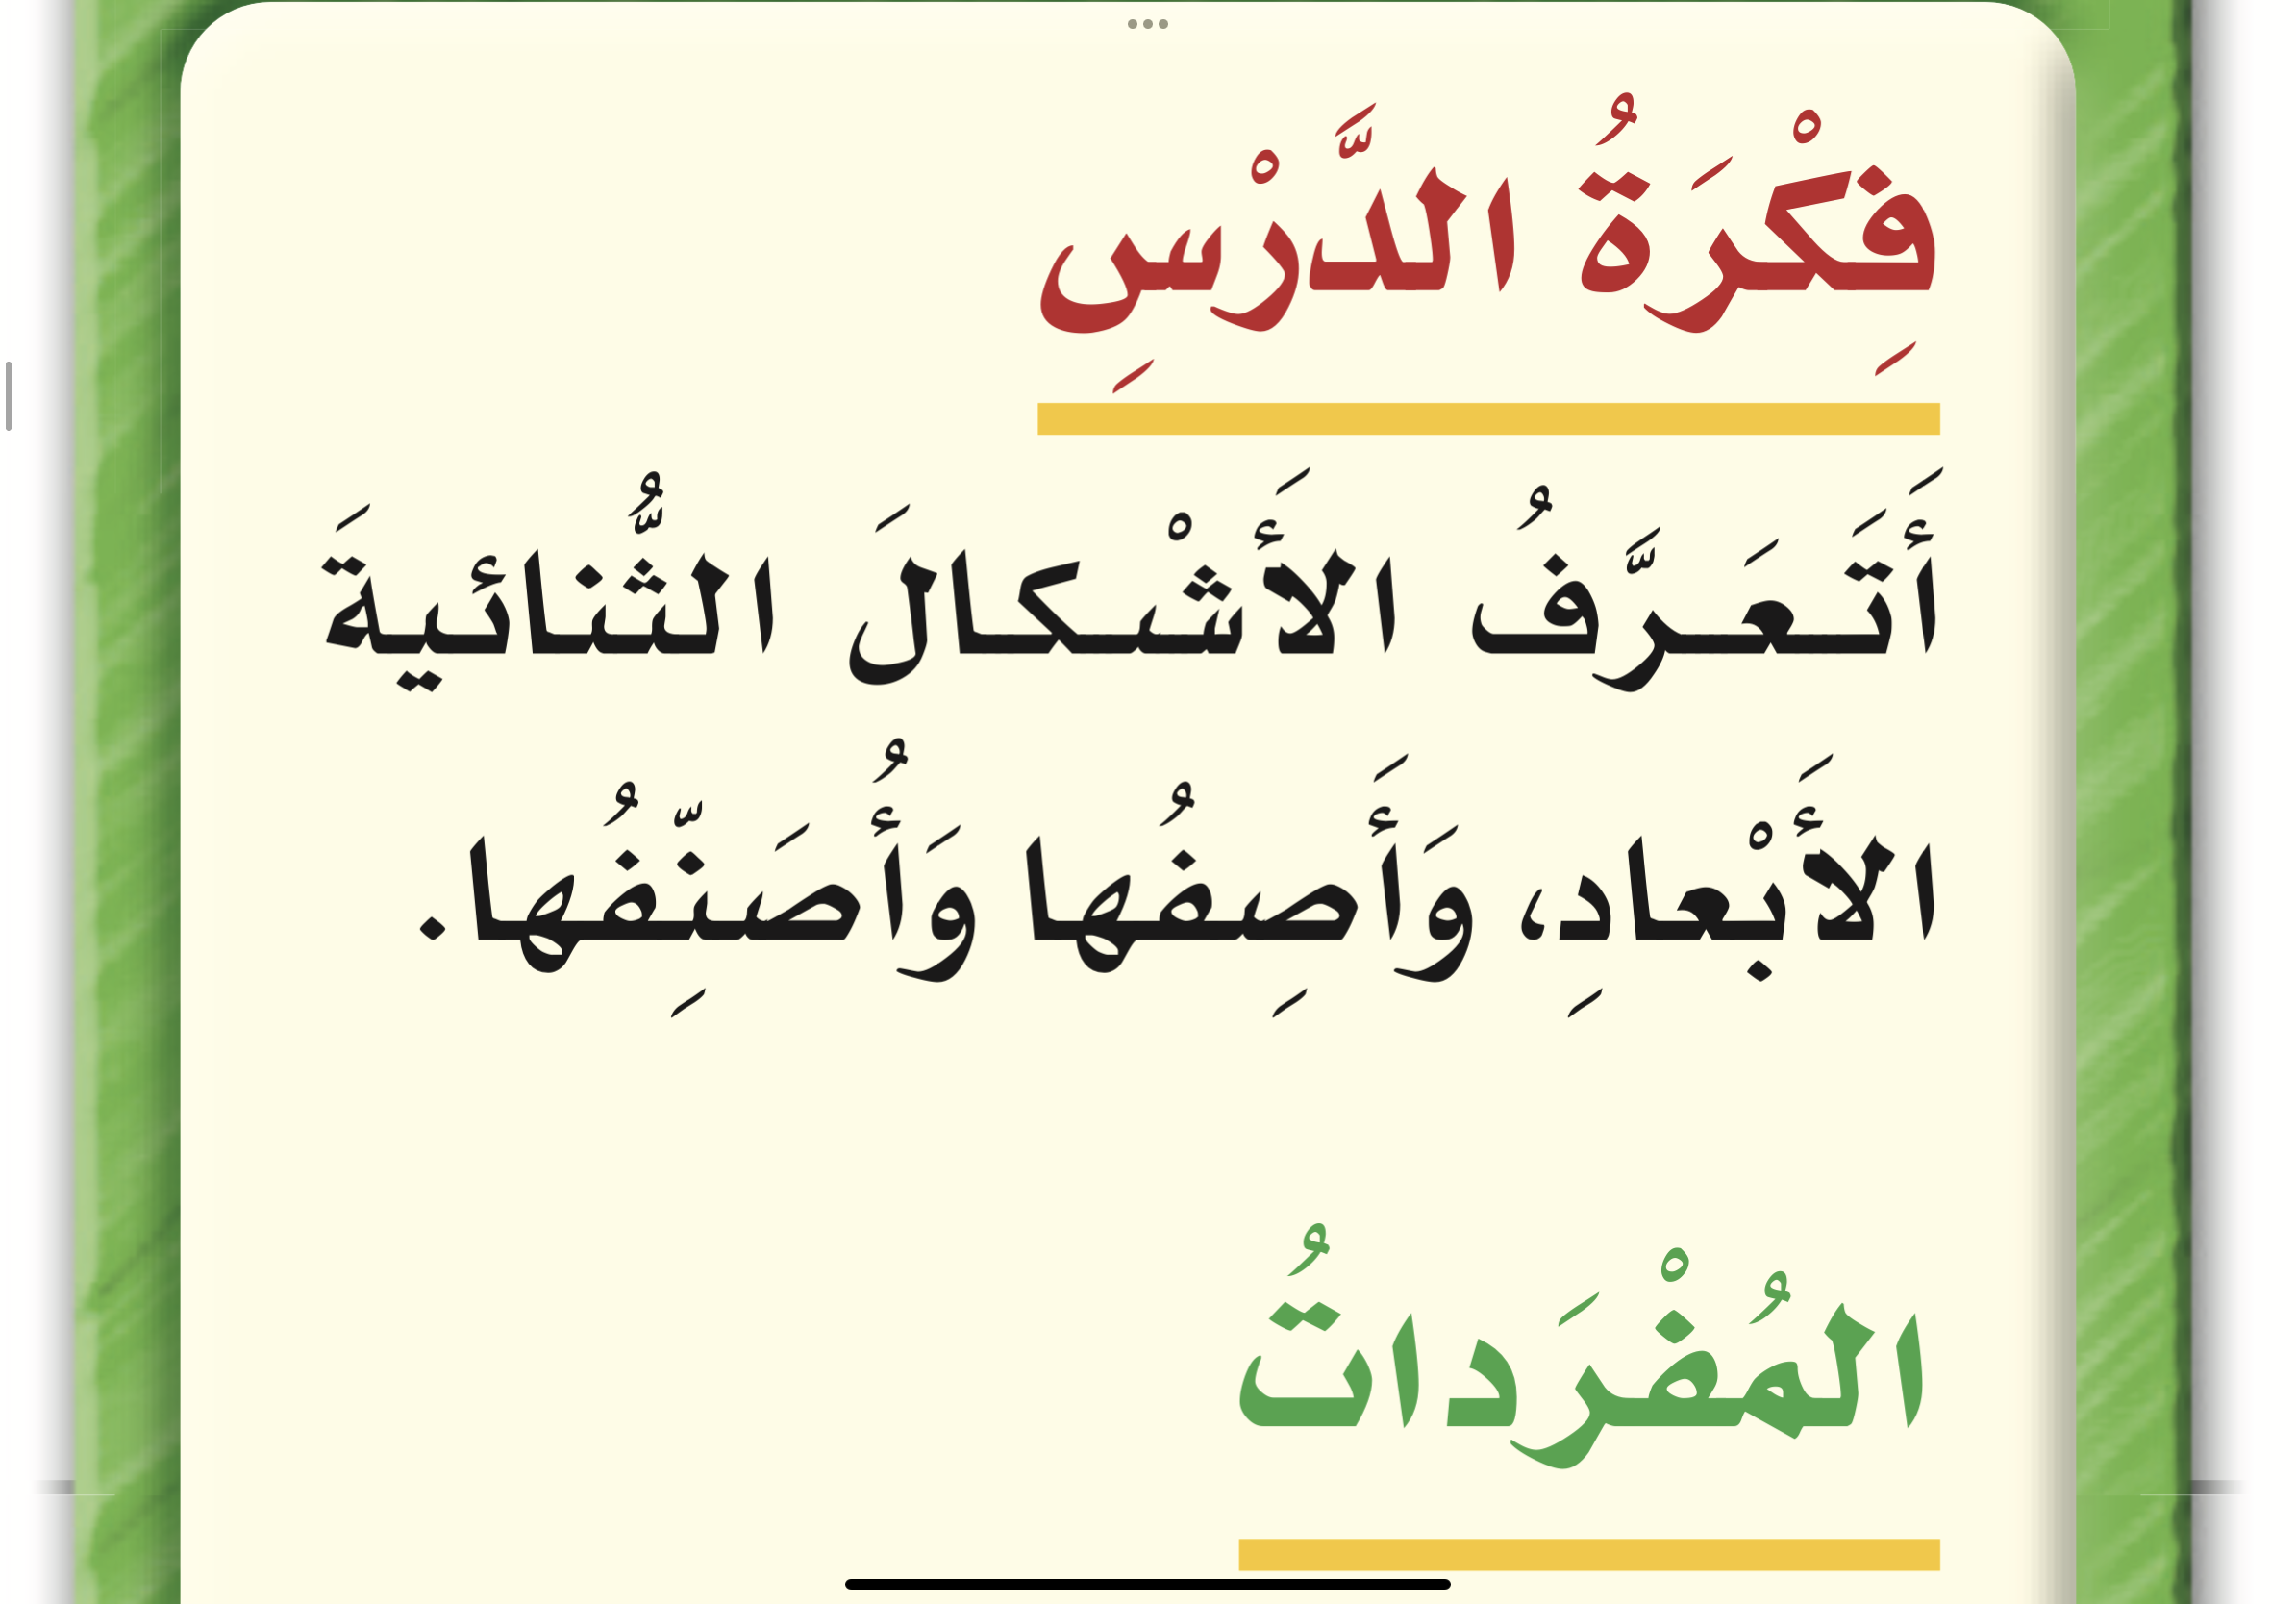 فِكْرَةُ الدَّرْسِ
أَتَعَرَّفُ الأَشْكالَ الثُّنائيةَ
الأَبْعادِ، وَأَصِفُها وَأُصَنِّفُها.
المُفْرَداتُ